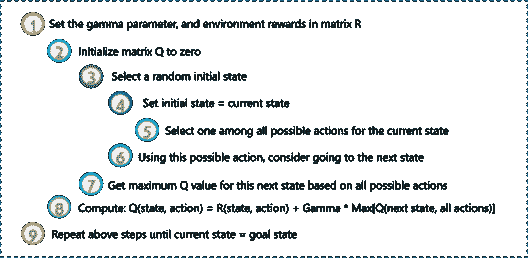 1 Set the gamma parameter, and environment rewards in matrix R
2 Initialize matrix Q to zero
3 Select a random initial state
4 Set initial state = current state
5 Select one among all possible actions for the current state
6 Using this possible action, consider going to the next state
7 Get maximum Q value for this next state based on all possible actions
8 Compute: Q(state, action) = R(state, action) + Gamma * Max[Q(next state, all actions)]
9 Repeat above steps until current state = goal state